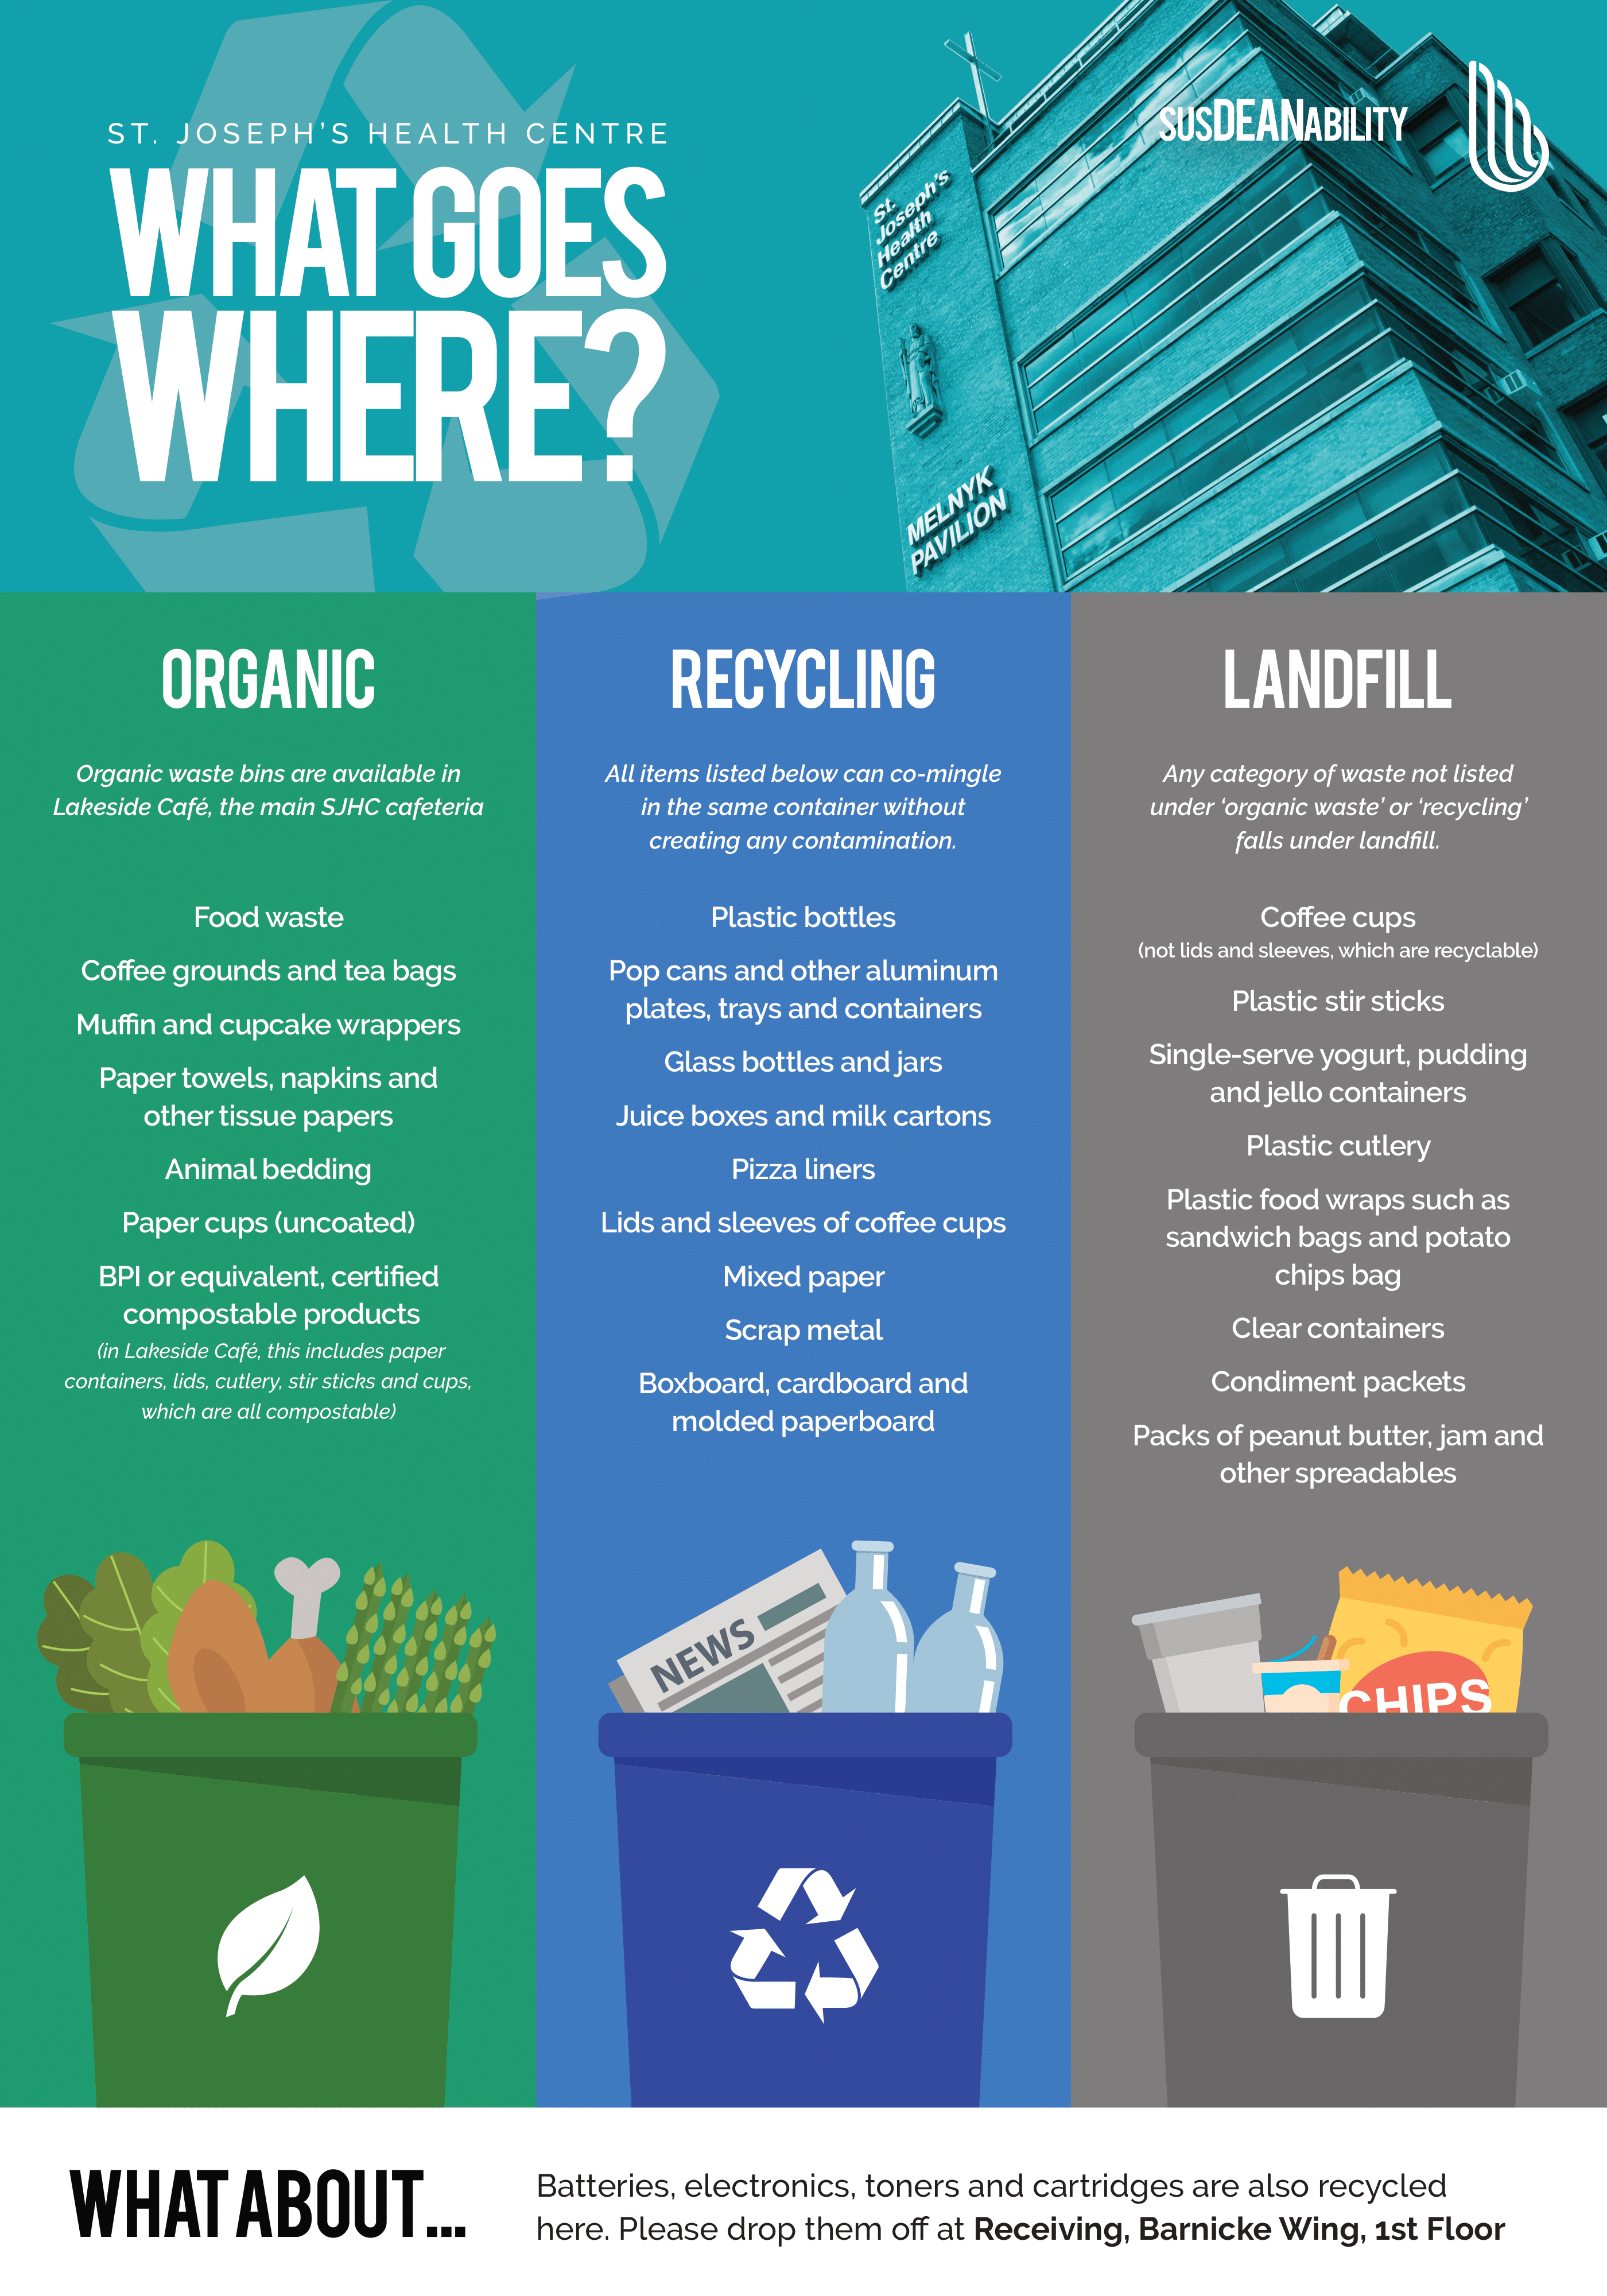 ST. JOSEPH'S HEALTH CENTRE
WHAT GOES
WHERE?
SUSDEANABILITY
St.
Joseph's
Health
Centre
MELNYK
PAVILION
ORGANIC
Organic waste bins are available in
Lakeside Café, the main SJHC cafeteria
Food waste
Coffee grounds and tea bags
Muffin and cupcake wrappers
Paper towels, napkins and
other tissue papers
Animal bedding
Paper cups (uncoated)
BPI or equivalent, certified
compostable products
(in Lakeside Café, this includes paper
containers, lids, cutlery, stir sticks and cups,
which are all compostable)
RECYCLING
All items listed below can co-mingle
in the same container without
creating any contamination.
Plastic bottles
Pop cans and other aluminum
plates, trays and containers
Glass bottles and jars
Juice boxes and milk cartons
Pizza liners
Lids and sleeves of coffee cups
Mixed paper
Scrap metal
Boxboard, cardboard and
molded paperboard
NEWS
LANDFILL
Any category of waste not listed
under ‘organic waste’ or ‘recycling’
falls under landfill.
Coffee cups
(not lids and sleeves, which are recyclable)
Plastic stir sticks
Single-serve yogurt, pudding
and jello containers
Plastic cutlery
Plastic food wraps such as
sandwich bags and potato
chips bag
Clear containers
Condiment packets
Packs of peanut butter, jam and
other spreadables
CHIPS
WHAT ABOUT...
Batteries, electronics, toners and cartridges are also recycled
here. Please drop them off at Receiving, Barnicke Wing, 1st Floor